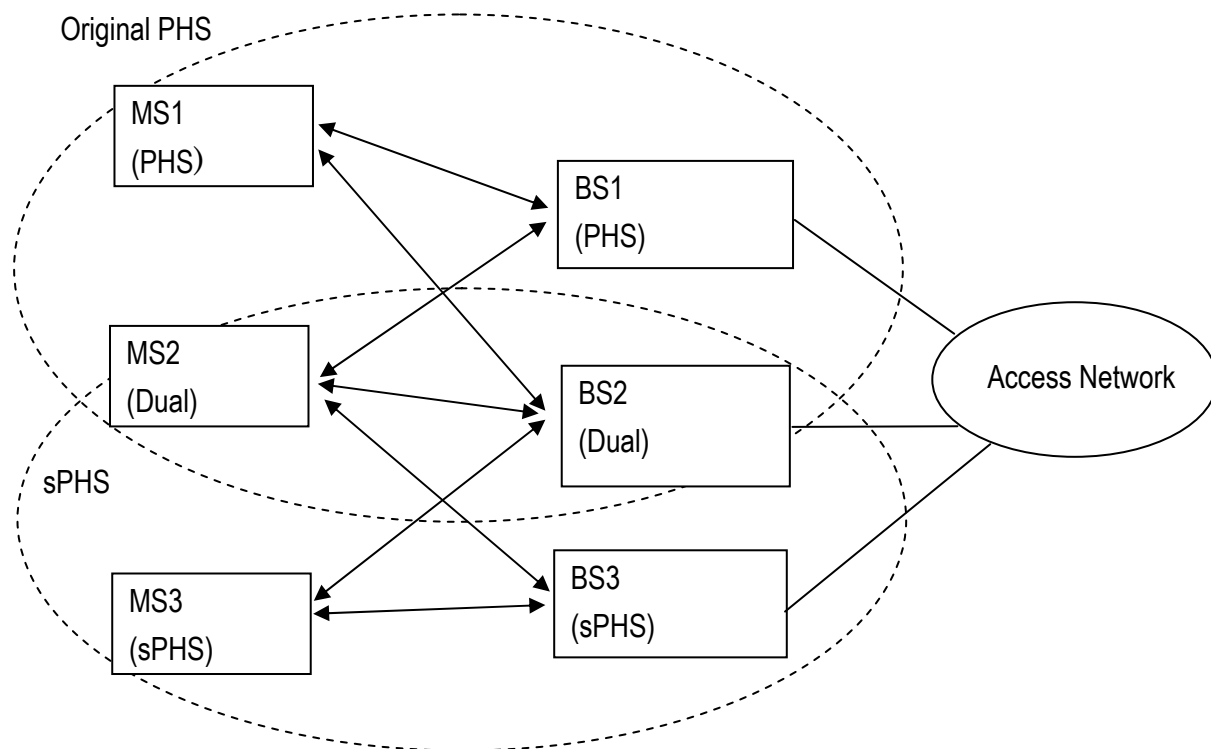 Original PHS
MS1
(PHS)
BS1
(PHS)
MS2
(Dual)
BS2
(Dual)
Access Network
sPHS
MS3
(sPHS)
BS3
(sPHS)